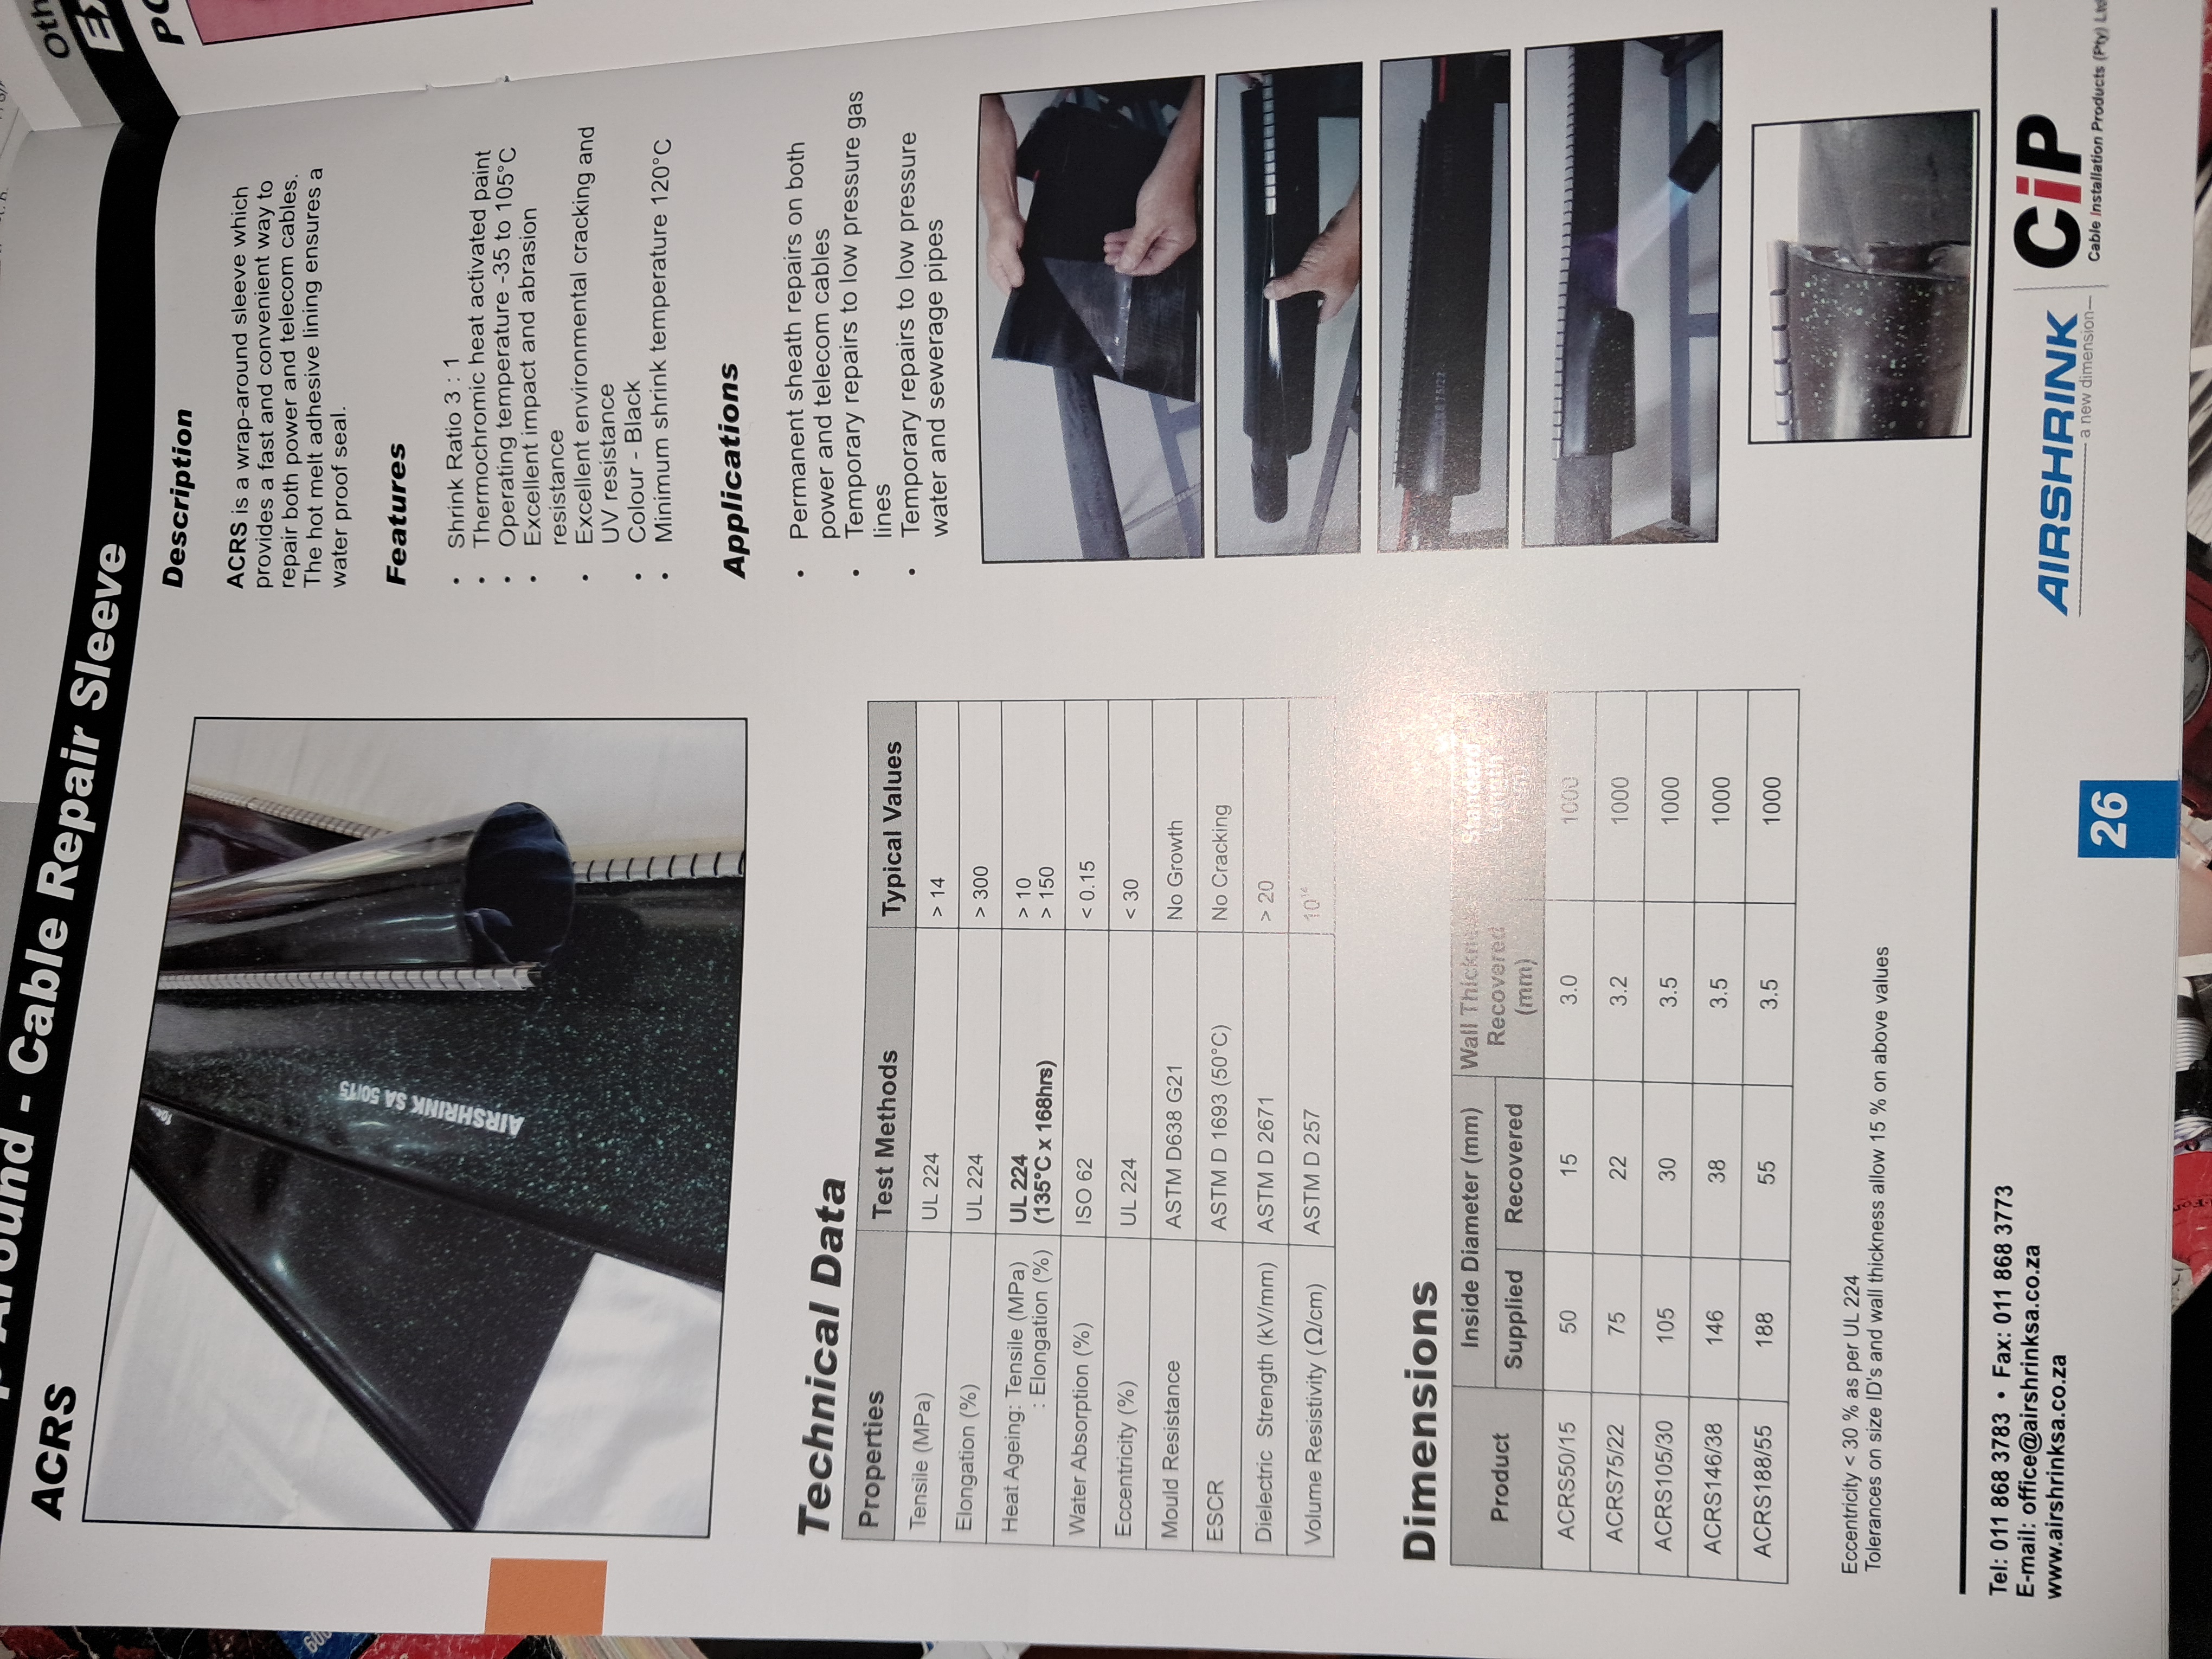 Around - Cable Repair Sleeve
ACRS
AIRSHRINK SA 50/15
Description
ACRS is a wrap-around sleeve which
provides a fast and convenient way to
repair both power and telecom cables.
The hot melt adhesive lining ensures a
water proof seal.
Features
• Shrink Ratio 3 : 1
• Thermochromic heat activated paint
• Operating temperature -35 to 105°C
• Excellent impact and abrasion
resistance
• Excellent environmental cracking and
UV resistance
• Colour - Black
• Minimum shrink temperature 120°C
Applications
• Permanent sheath repairs on both
power and telecom cables
• Temporary repairs to low pressure gas
lines
• Temporary repairs to low pressure
water and sewerage pipes
Technical Data
Properties Test Methods Typical Values
Tensile (MPa) UL 224 > 14
Elongation (%) UL 224 > 300
Heat Ageing: Tensile (MPa) UL 224 > 10
: Elongation (%) (135°C x 168hrs) > 150
Water Absorption (%) ISO 62 < 0.15
Eccentricity (%) UL 224 < 30
Mould Resistance ASTM D638 G21 No Growth
ESCR ASTM D 1693 (50°C) No Cracking
Dielectric Strength (kV/mm) ASTM D 2671 > 20
Volume Resistivity (Ω/cm) ASTM D 257 10¹⁴
Dimensions
Product Inside Diameter (mm) Wall Thickness Standard
Supplied Recovered Recovered Length
(mm)
ACRS50/15 50 15 3.0 1000
ACRS75/22 75 22 3.2 1000
ACRS105/30 105 30 3.5 1000
ACRS146/38 146 38 3.5 1000
ACRS188/55 188 55 3.5 1000
Eccentricity < 30 % as per UL 224
Tolerances on size ID's and wall thickness allow 15 % on above values
Tel: 011 868 3783 • Fax: 011 868 3773
E-mail: office@airshrinksa.co.za
www.airshrinksa.co.za
AIRSHRINK
a new dimension
CiP
Cable Installation Products (Pty) Ltd
26